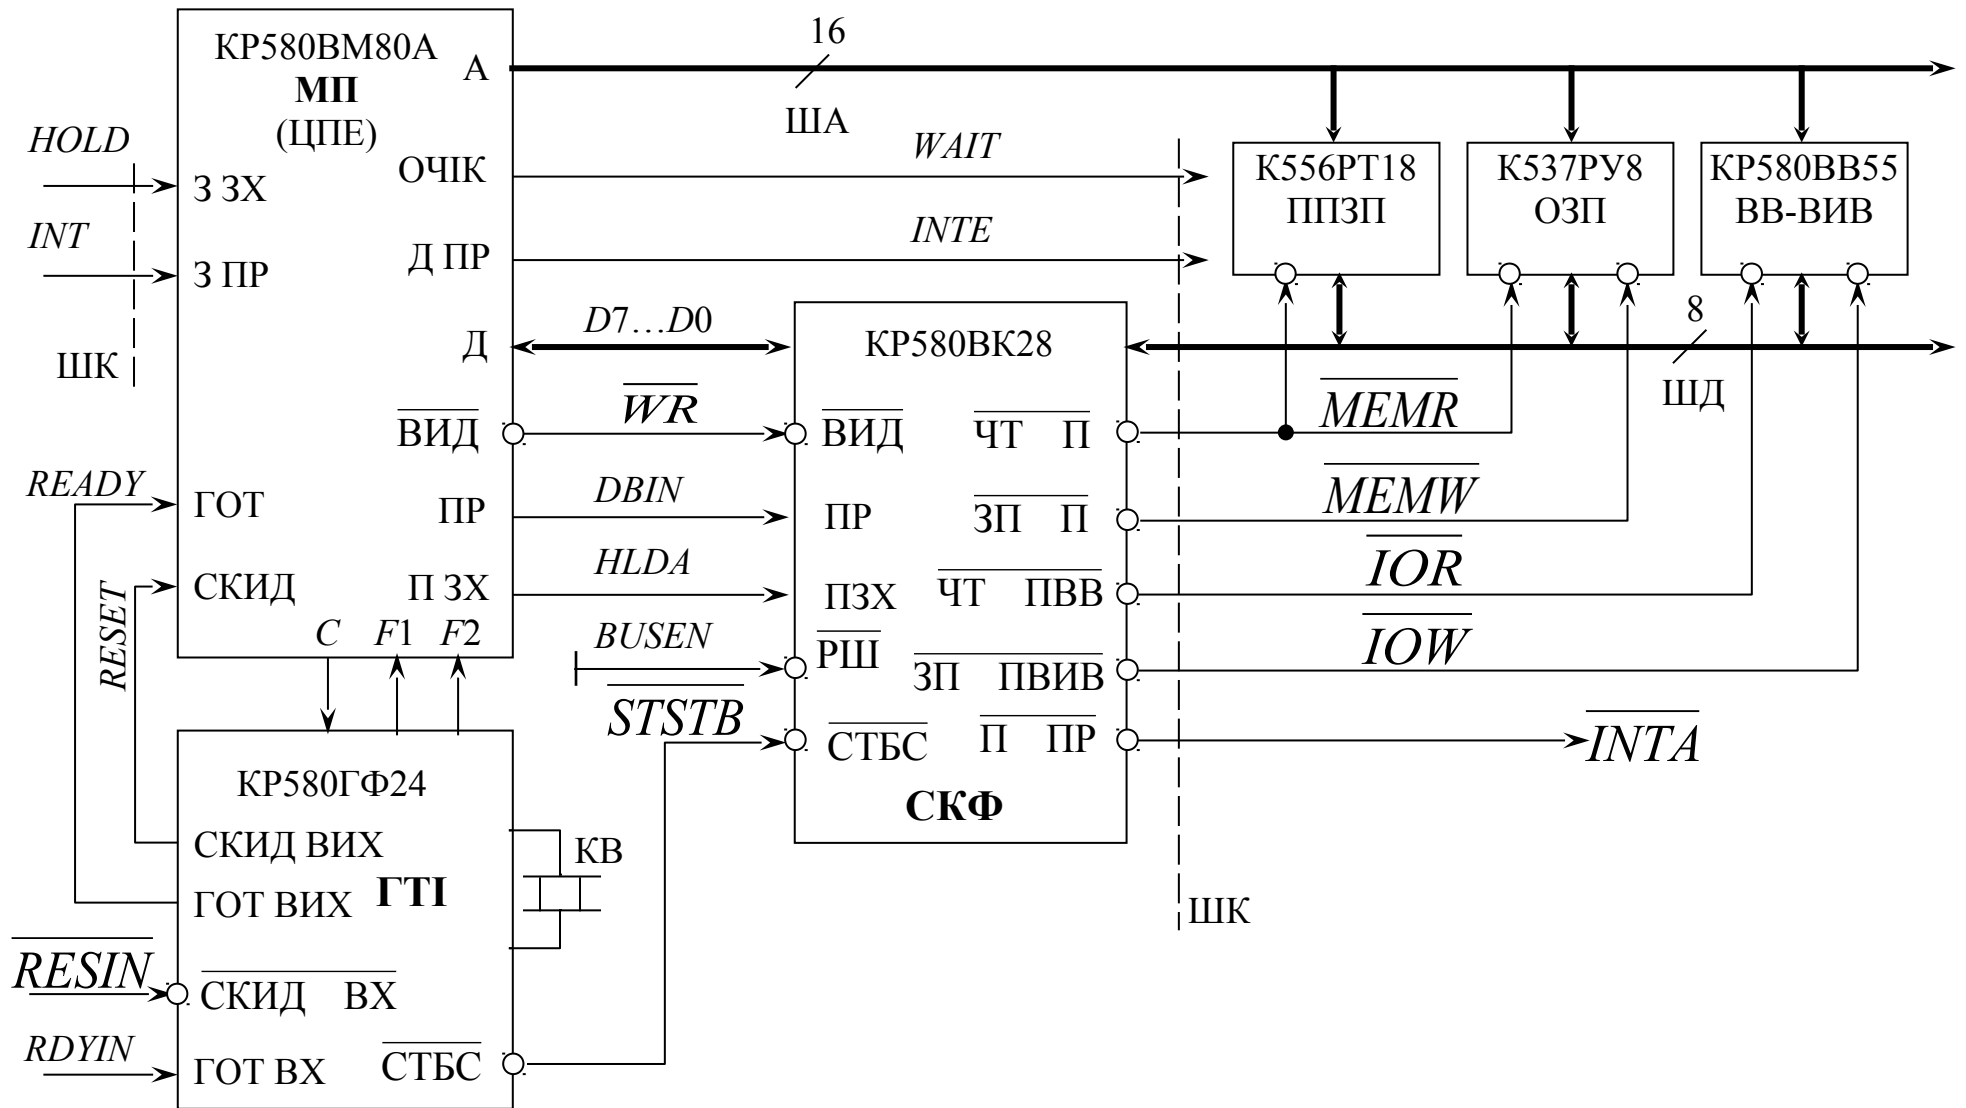 КР580ВМ80А
МП
(ЦПЕ)
А
16
ША
HOLD
З ЗХ
ОЧІК
WAIT
INT
З ПР
Д ПР
INTE
ШК
Д
D7…D0
ВИД
WR
READY
ГОТ
ПР
DBIN
RESET
СКИД
П ЗХ
HLDA
C
F1
F2
BUSEN
STSTB
КР580ВК28
ВИД
ЧТ П
MEMR
ПР
ЗП П
MEMW
ПЗХ
ЧТ ПВВ
IOR
РШ
ЗП ПВИВ
IOW
СТБС
П ПР
INTA
СКФ
К556РТ18
ППЗП
К537РУ8
ОЗП
КР580ВВ55
ВВ-ВИВ
8
ШД
ШК
КР580ГФ24
СКИД ВИХ
ГТІ
ГОТ ВИХ
КВ
RESIN
СКИД ВХ
RDYIN
ГОТ ВХ
СТБС